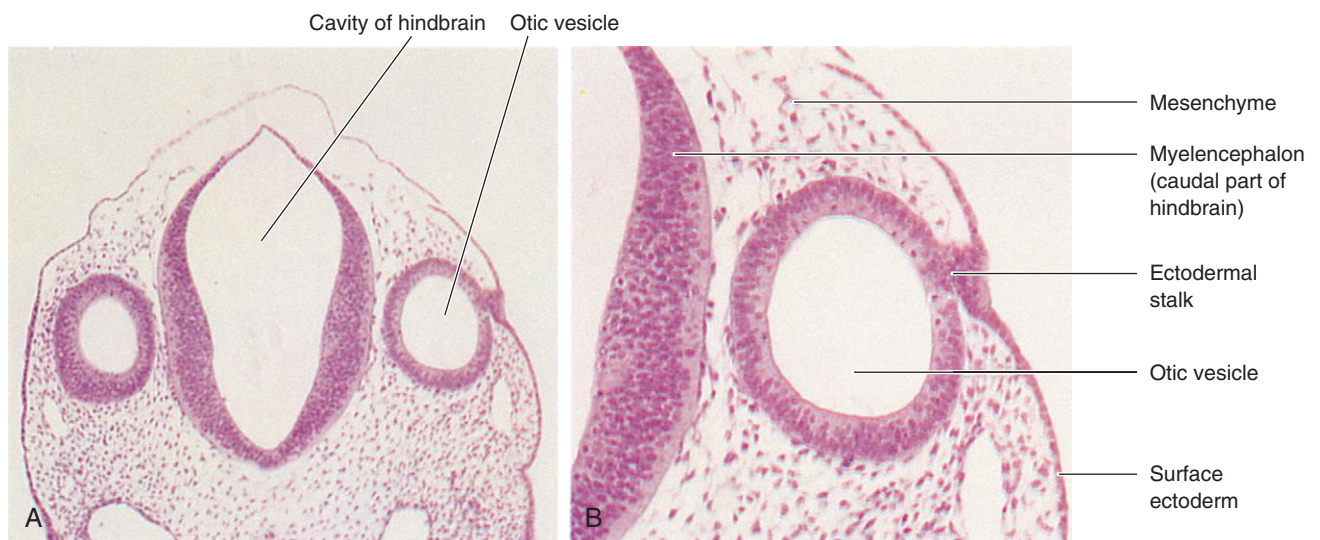 Cavity of hindbrain
Otic vesicle
A
B
Mesenchyme
Myelencephalon
(caudal part of
hindbrain)
Ectodermal
stalk
Otic vesicle
Surface
ectoderm